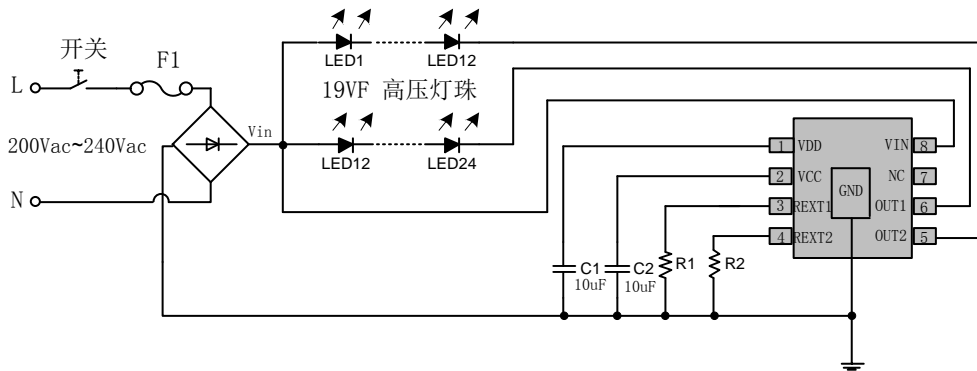 开关
F1
L
LED1
LED12
19VF 高压灯珠
200Vac~240Vac
Vin
LED12
LED24
N
1 VDD
VIN 8
2 VCC
NC 7
GND
3 REXT1
OUT1 6
4 REXT2
OUT2 5
C1
10uF
C2
10uF
R1
R2